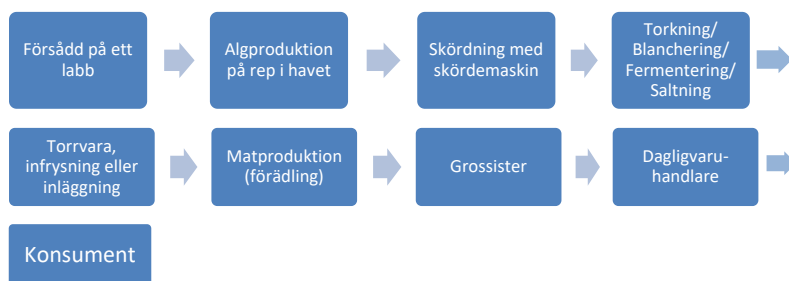 Försådd på ett
labb
Algproduktion
på rep i havet
Skördning med
skördemaskin
Torkning/
Blanchering/
Fermentering/
Saltning
Torrvara,
infrysning eller
inläggning
Matproduktion
(förädling)
Grossister
Dagligvaru-
handlare
Konsument